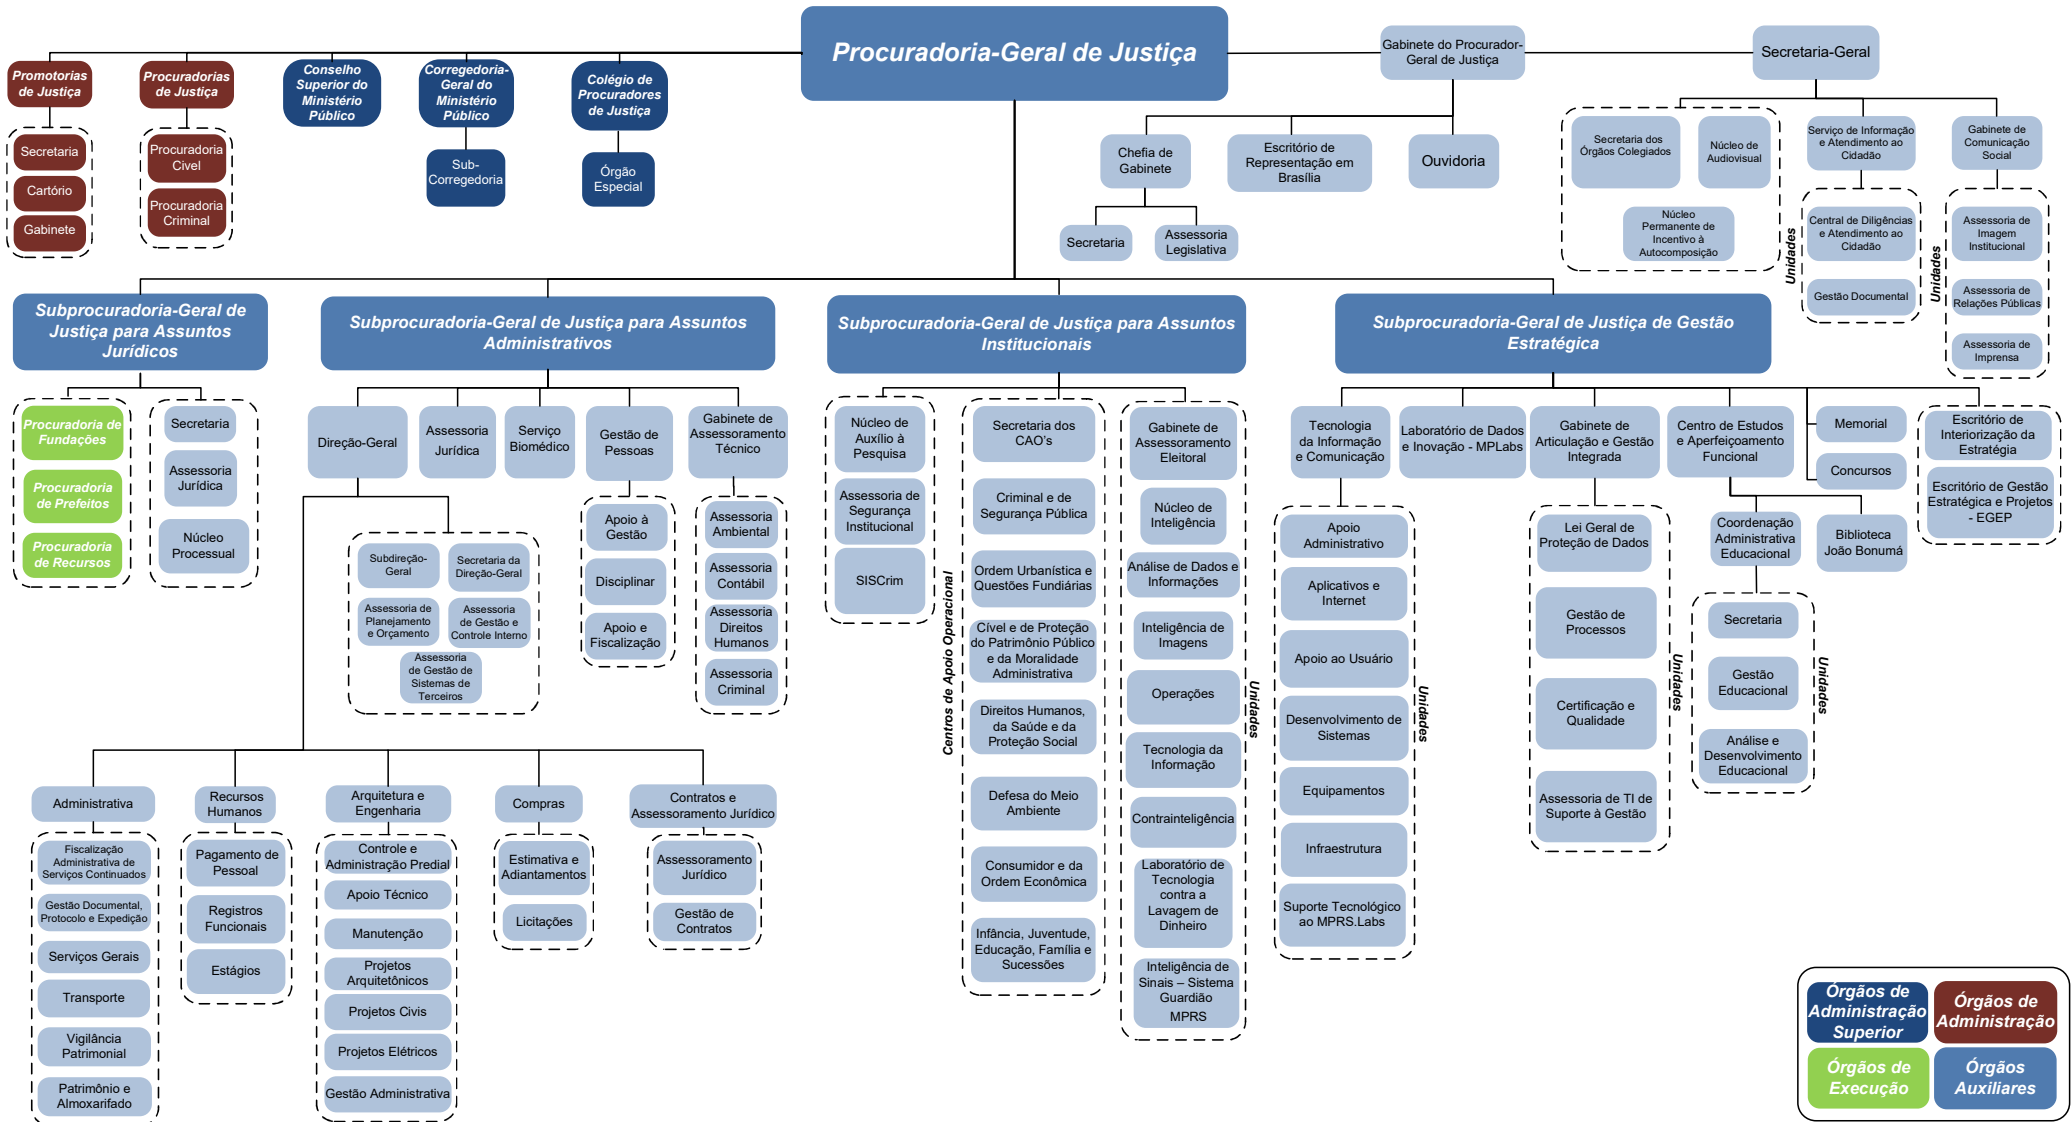 Procuradoria-Geral de Justiça
Gabinete do Procurador-
Geral de Justiça
Secretaria-Geral
Promotorias
de Justiça
Procuradorias
de Justiça
Conselho
Superior do
Ministério
Público
Corregedoria-
Geral do
Ministério
Público
Colégio de
Procuradores
de Justiça
Secretaria
Cartório
Gabinete
Procuradoria
Civel
Procuradoria
Criminal
Sub-
Corregedoria
Órgão
Especial
Chefia de
Gabinete
Escritório de
Representação em
Brasília
Ouvidoria
Secretaria
Assessoria
Legislativa
Secretaria dos
Órgãos Colegiados
Núcleo de
Audiovisual
Núcleo
Permanente de
Incentivo à
Autocomposição
Serviço de Informação
e Atendimento ao
Cidadão
Unidades
Central de Diligências
e Atendimento ao
Cidadão
Gestão Documental
Gabinete de
Comunicação
Social
Unidades
Assessoria de
Imagem
Institucional
Assessoria de
Relações Públicas
Assessoria de
Imprensa
Subprocuradoria-Geral de
Justiça para Assuntos
Jurídicos
Subprocuradoria-Geral de Justiça para Assuntos
Administrativos
Subprocuradoria-Geral de Justiça para Assuntos
Institucionais
Subprocuradoria-Geral de Justiça de Gestão
Estratégica
Procuradoria de
Fundações
Procuradoria
de Prefeitos
Procuradoria
de Recursos
Secretaria
Assessoria
Jurídica
Núcleo
Processual
Direção-Geral
Assessoria
Jurídica
Serviço
Biomédico
Gestão de
Pessoas
Gabinete de
Assessoramento
Técnico
Subdireção-
Geral
Secretaria da
Direção-Geral
Assessoria de
Planejamento
e Orçamento
Assessoria
de Gestão e
Controle Interno
Assessoria
de Gestão de
Sistemas de
Terceiros
Apoio à
Gestão
Disciplinar
Apoio e
Fiscalização
Assessoria
Ambiental
Assessoria
Contábil
Assessoria
Direitos
Humanos
Assessoria
Criminal
Administrativa
Fiscalização
Administrativa de
Serviços Continuados
Gestão Documental,
Protocolo e Expedição
Serviços Gerais
Transporte
Vigilância
Patrimonial
Patrimônio e
Almoxarifado
Recursos
Humanos
Pagamento de
Pessoal
Registros
Funcionais
Estágios
Arquitetura e
Engenharia
Controle e
Administração Predial
Apoio Técnico
Manutenção
Projetos
Arquitetônicos
Projetos Civis
Projetos Elétricos
Gestão Administrativa
Compras
Estimativa e
Adiantamentos
Licitações
Contratos e
Assessoramento Jurídico
Assessoramento
Jurídico
Gestão de
Contratos
Núcleo de
Auxílio à
Pesquisa
Assessoria de
Segurança
Institucional
SISCrim
Centros de Apoio Operacional
Secretaria dos
CAO's
Criminal e de
Segurança Pública
Ordem Urbanística e
Questões Fundiárias
Cível e de Proteção
do Patrimônio Público
e da Moralidade
Administrativa
Direitos Humanos,
da Saúde e da
Proteção Social
Defesa do Meio
Ambiente
Consumidor e da
Ordem Econômica
Infância, Juventude,
Educação, Família e
Sucessões
Gabinete de
Assessoramento
Eleitoral
Núcleo de
Inteligência
Análise de Dados e
Informações
Inteligência de
Imagens
Operações
Tecnologia da
Informação
Contrainteligência
Laboratório de
Tecnologia
contra a
Lavagem de
Dinheiro
Inteligência de
Sinais – Sistema
Guardião
MPRS
Unidades
Tecnologia
da Informação
e Comunicação
Apoio
Administrativo
Aplicativos e
Internet
Apoio ao Usuário
Desenvolvimento de
Sistemas
Equipamentos
Infraestrutura
Suporte Tecnológico
ao MPRS.Labs
Unidades
Laboratório de Dados
e Inovação - MPLabs
Gabinete de
Articulação e Gestão
Integrada
Lei Geral de
Proteção de Dados
Gestão de
Processos
Certificação e
Qualidade
Assessoria de TI de
Suporte à Gestão
Unidades
Centro de Estudos
e Aperfeiçoamento
Funcional
Coordenação
Administrativa
Educacional
Biblioteca
João Bonumá
Secretaria
Gestão
Educacional
Análise e
Desenvolvimento
Educacional
Unidades
Memorial
Concursos
Escritório de
Interiorização da
Estratégia
Escritório de Gestão
Estratégica e Projetos
- EGEP
Órgãos de
Administração
Superior
Órgãos de
Administração
Órgãos de
Execução
Órgãos
Auxiliares